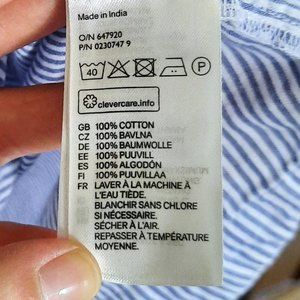 Made in India
O/N 647920
P/N 0230747 9
40 P
clevercare.info
GB 100% COTTON
CZ 100% BAVLNA
DE 100% BAUMWOLLE
EE 100% PUUVILL
ES 100% ALGODÓN
FI 100% PUUVILLAA
FR LAVER À LA MACHINE À
L'EAU TIÈDE.
BLANCHIR SANS CHLORE
SI NÉCESSAIRE.
SÉCHER À L'AIR.
REPASSER À TEMPÉRATURE
MOYENNE.